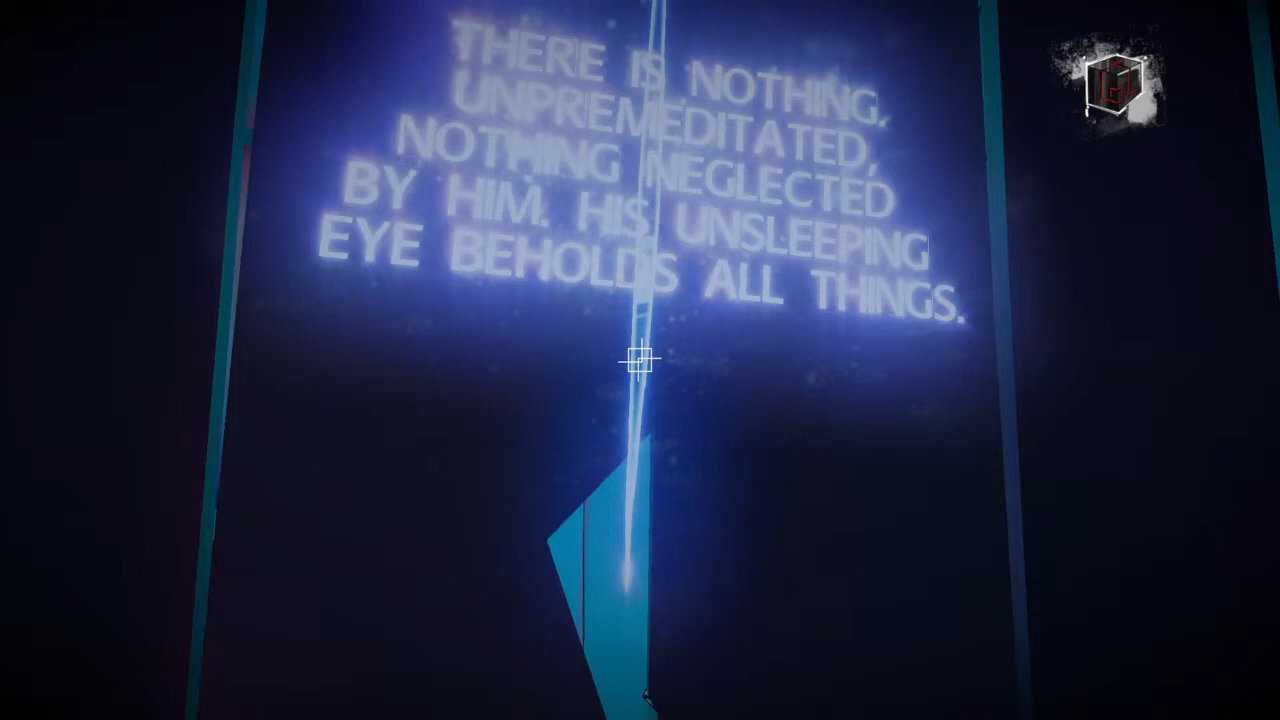 THERE IS NOTHING.
UNPREMEDITATED,
NOTHING NEGLECTED
BY HIM. HIS UNSLEEPING
EYE BEHOLDS ALL THINGS.